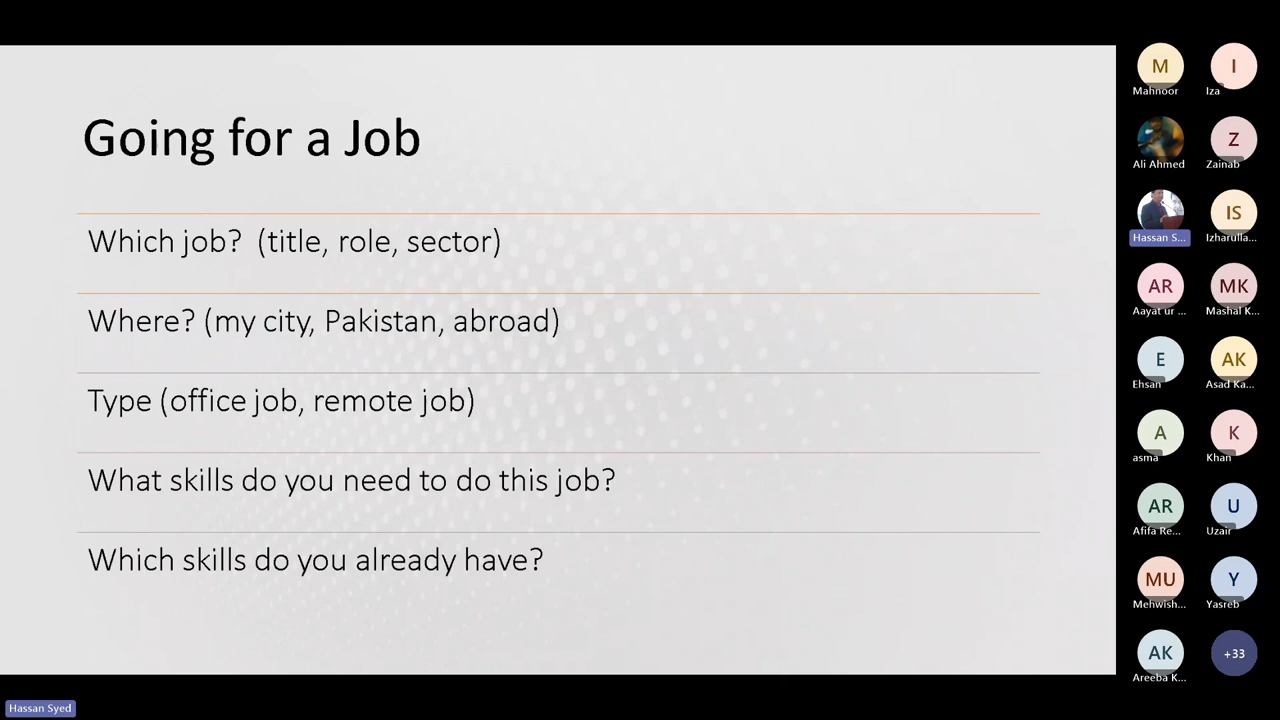 Going for a Job
Which job? (title, role, sector)
Where? (my city, Pakistan, abroad)
Type (office job, remote job)
What skills do you need to do this job?
Which skills do you already have?
M
Mahnoor
I
Iza
Ali Ahmed
Z
Zainab
Hassan S...
IS
Izharulla...
AR
Aayat ur ...
MK
Mashal K...
E
Ehsan
AK
Asad Ka...
A
asma
K
Khan
AR
Afifa Re...
U
Uzair
MU
Mehwish...
Y
Yasreb
AK
Areeba K...
+33
Hassan Syed